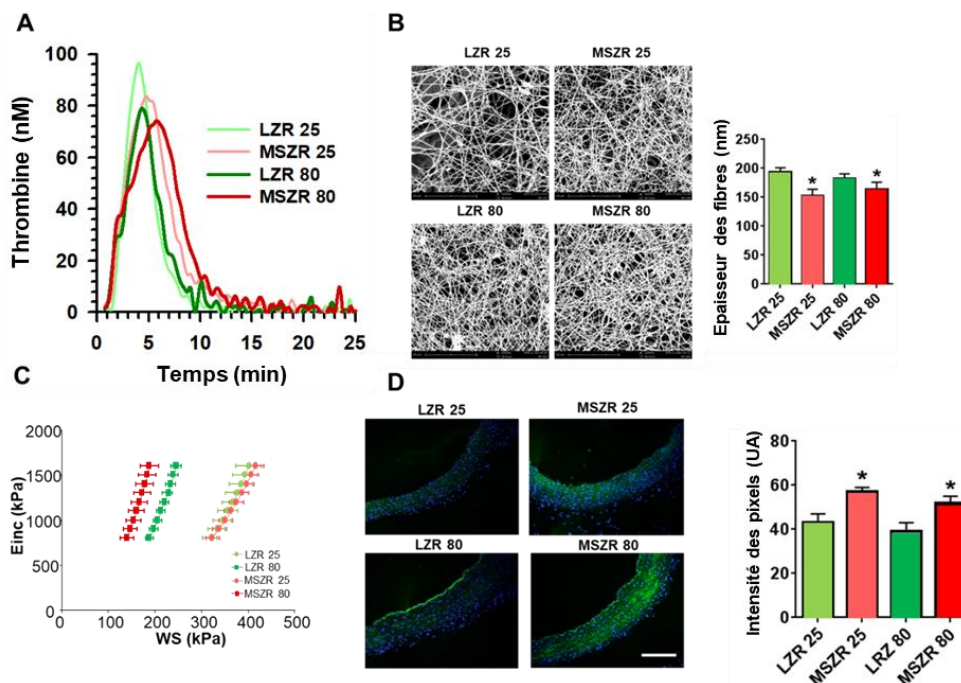 A
Thrombine (nM)
100
80
60
40
20
0
LZR 25
MSZR 25
LZR 80
MSZR 80
0 5 10 15 20 25
Temps (min)
B
LZR 25 MSZR 25
LZR 80 MSZR 80
Epaisseur des fibres (nm)
250
200
150
100
50
0
* *
LZR 25 MSZR 25 LZR 80 MSZR 80
C
Einc (kPa)
2000
1500
1000
500
0
LZR 25
LZR 80
MSZR 25
MSZR 80
0 100 200 300 400 500
WS (kPa)
D
LZR 25 MSZR 25
LZR 80 MSZR 80
Intensité des pixels (UA)
80
60
40
20
0
* *
LZR 25 MSZR 25 LRZ 80 MSZR 80